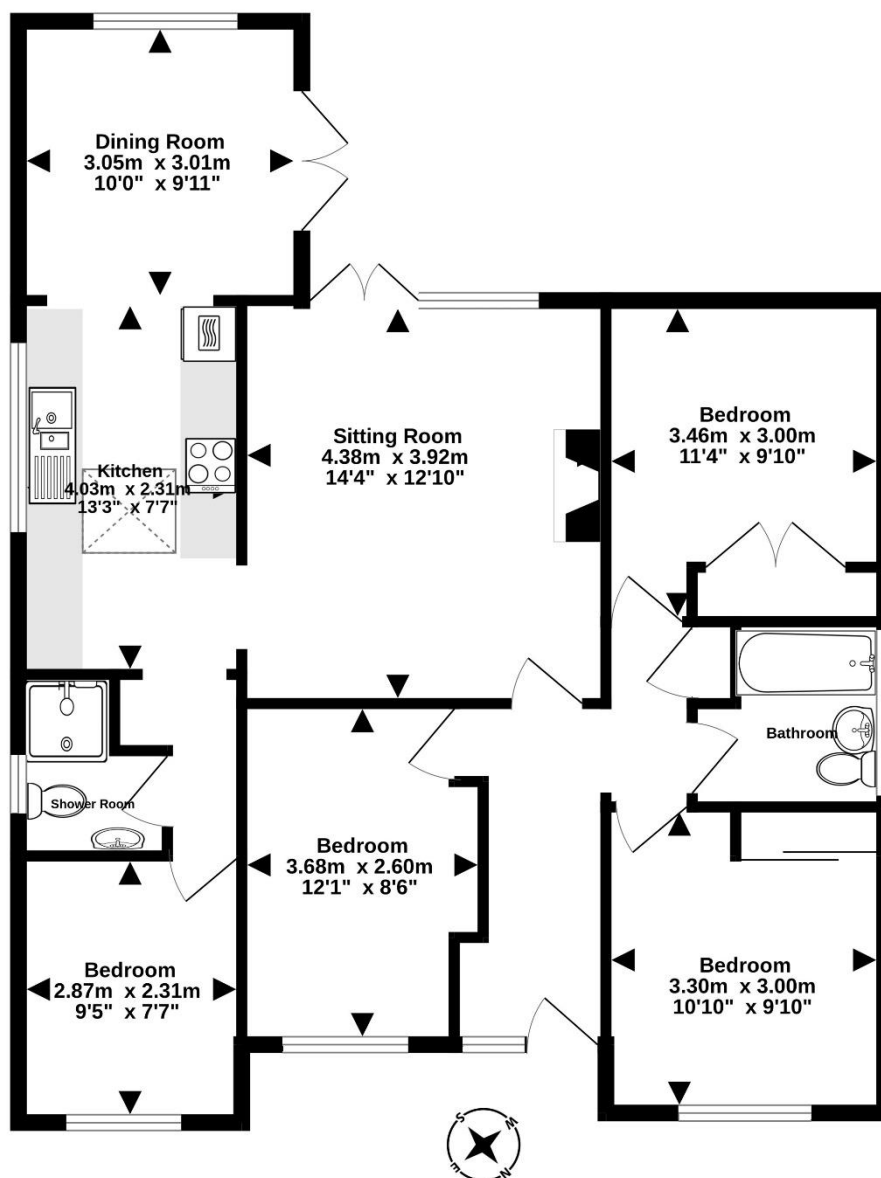 Dining Room
3.05m x 3.01m
10'0" x 9'11"
Kitchen
4.03m x 2.31m
13'3" x 7'7"
Sitting Room
4.38m x 3.92m
14'4" x 12'10"
Bedroom
3.46m x 3.00m
11'4" x 9'10"
Bathroom
Shower Room
Bedroom
3.68m x 2.60m
12'1" x 8'6"
Bedroom
2.87m x 2.31m
9'5" x 7'7"
Bedroom
3.30m x 3.00m
10'10" x 9'10"
S
W
E
N